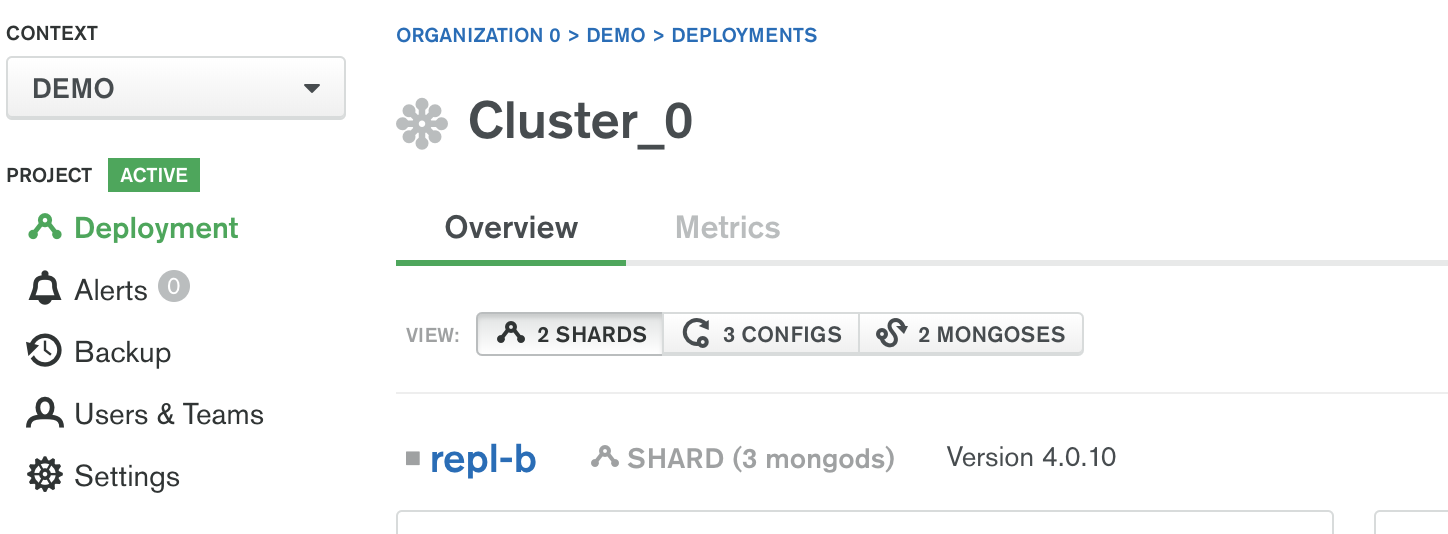 CONTEXT
DEMO
PROJECT ACTIVE
Deployment
Alerts 0
Backup
Users & Teams
Settings
ORGANIZATION 0 > DEMO > DEPLOYMENTS
Cluster_0
Overview Metrics
VIEW: 2 SHARDS 3 CONFIGS 2 MONGOSES
repl-b SHARD (3 mongods) Version 4.0.10